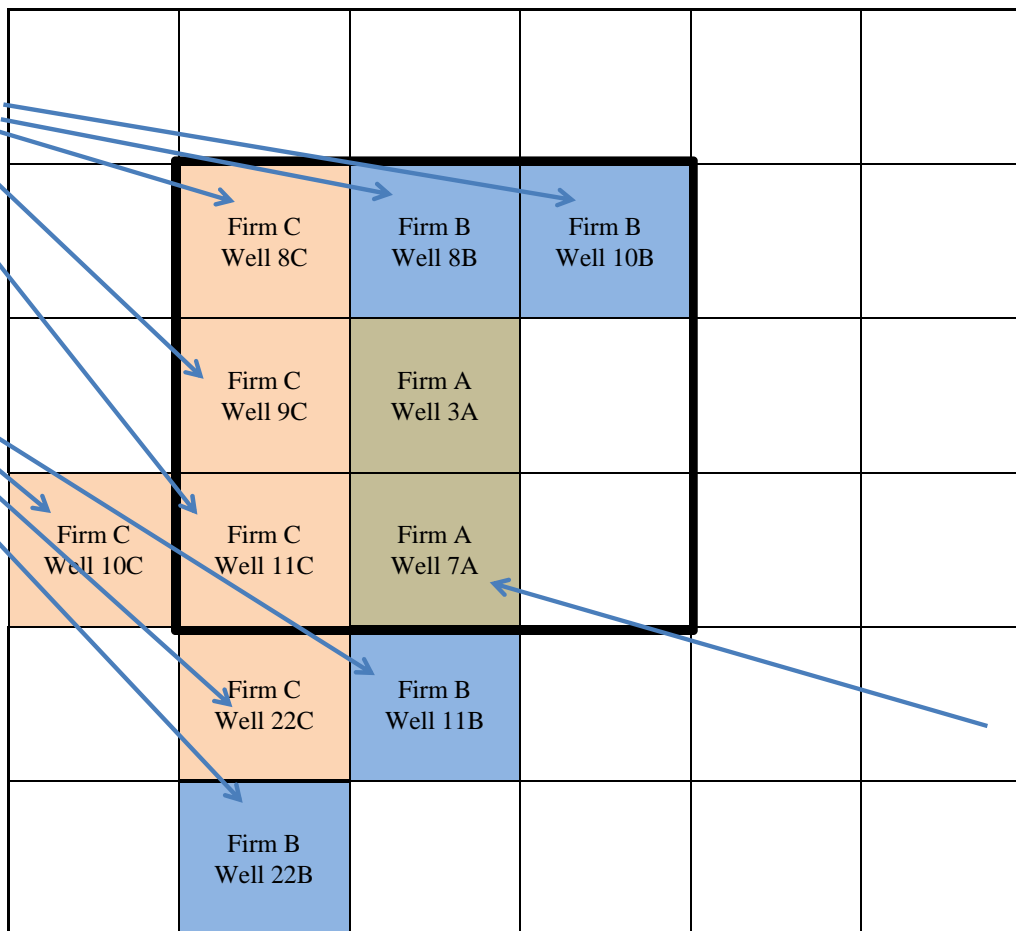 Firm C
Well 8C
Firm B
Well 8B
Firm B
Well 10B
Firm C
Well 9C
Firm A
Well 3A
Firm C
Well 10C
Firm C
Well 11C
Firm A
Well 7A
Firm C
Well 22C
Firm B
Well 11B
Firm B
Well 22B